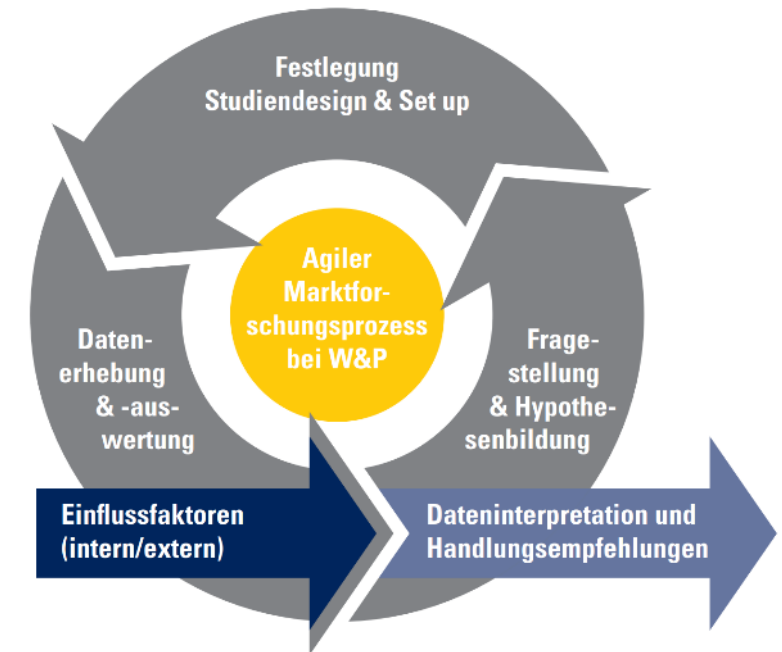 Festlegung
Studiendesign & Set up
Agiler
Marktfor-
schungsprozess
bei W&P
Daten-
erhebung
& -aus-
wertung
Frage-
stellung
& Hypothe-
senbildung
Einflussfaktoren
(intern/extern)
Dateninterpretation und
Handlungsempfehlungen